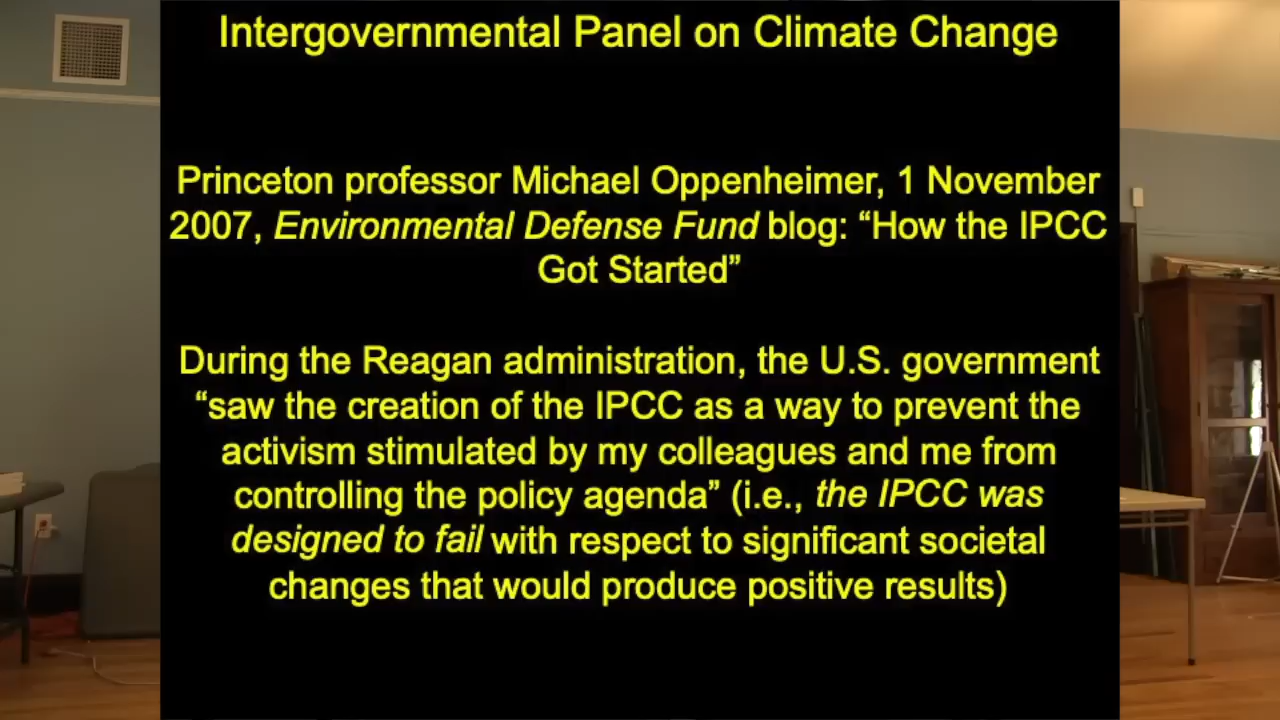 Intergovernmental Panel on Climate Change
Princeton professor Michael Oppenheimer, 1 November
2007, Environmental Defense Fund blog: “How the IPCC
Got Started”
During the Reagan administration, the U.S. government
“saw the creation of the IPCC as a way to prevent the
activism stimulated by my colleagues and me from
controlling the policy agenda” (i.e., the IPCC was
designed to fail with respect to significant societal
changes that would produce positive results)